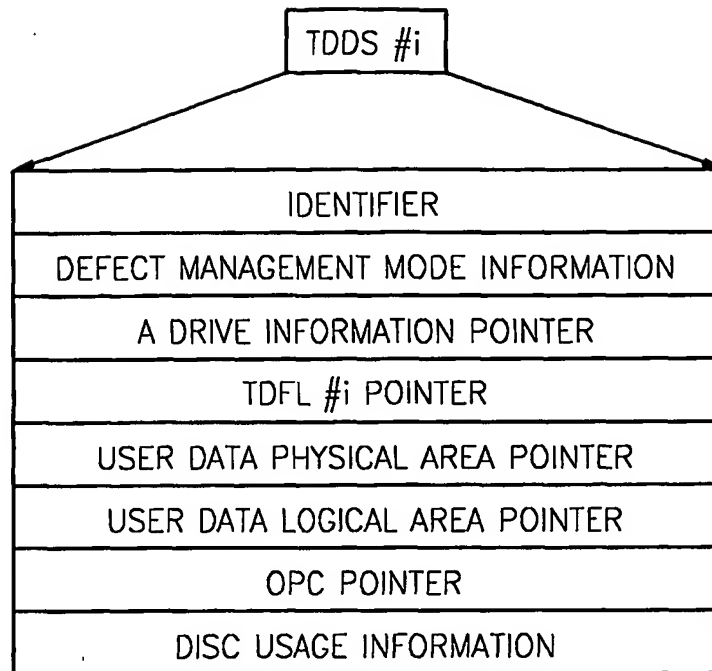 TDDS #i
IDENTIFIER
DEFECT MANAGEMENT MODE INFORMATION
A DRIVE INFORMATION POINTER
TDFL #i POINTER
USER DATA PHYSICAL AREA POINTER
USER DATA LOGICAL AREA POINTER
OPC POINTER
DISC USAGE INFORMATION